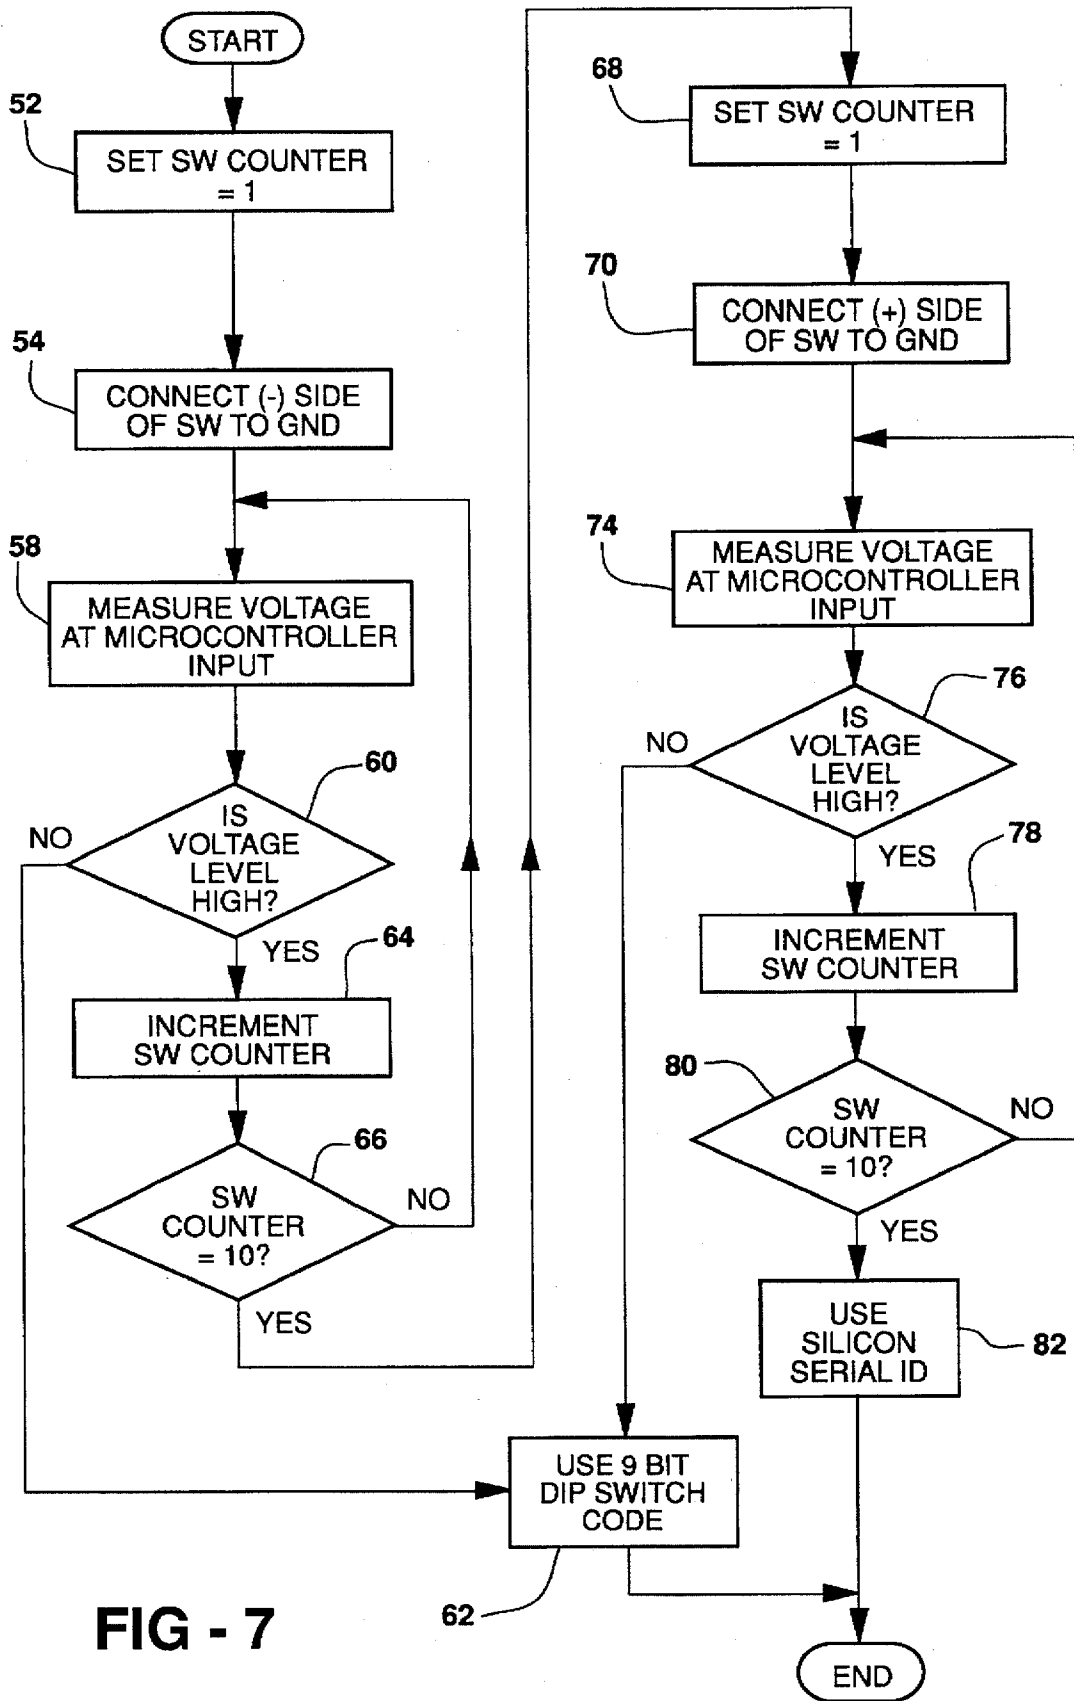 START
52
SET SW COUNTER
= 1
54
CONNECT (-) SIDE
OF SW TO GND
58
MEASURE VOLTAGE
AT MICROCONTROLLER
INPUT
60
IS
VOLTAGE
LEVEL
HIGH?
NO
YES
64
INCREMENT
SW COUNTER
66
SW
COUNTER
= 10?
NO
YES
68
SET SW COUNTER
= 1
70
CONNECT (+) SIDE
OF SW TO GND
74
MEASURE VOLTAGE
AT MICROCONTROLLER
INPUT
76
IS
VOLTAGE
LEVEL
HIGH?
NO
YES
78
INCREMENT
SW COUNTER
80
SW
COUNTER
= 10?
NO
YES
USE
SILICON
SERIAL ID
82
USE 9 BIT
DIP SWITCH
CODE
62
END
FIG - 7